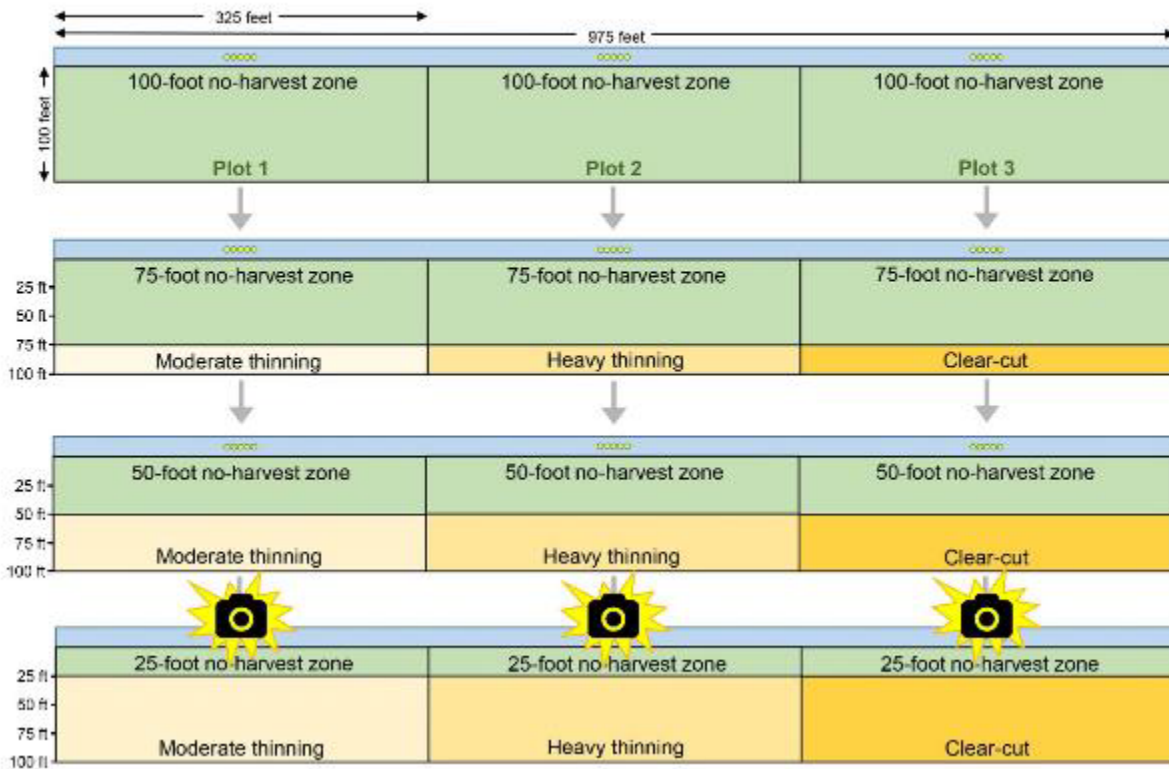 325 feet
975 feet
100-foot no-harvest zone 100-foot no-harvest zone 100-foot no-harvest zone
100 feet
Plot 1 Plot 2 Plot 3
75-foot no-harvest zone 75-foot no-harvest zone 75-foot no-harvest zone
25 ft
50 ft
75 ft
Moderate thinning Heavy thinning Clear-cut
100 ft
50-foot no-harvest zone 50-foot no-harvest zone 50-foot no-harvest zone
25 ft
50 ft
75 ft
Moderate thinning Heavy thinning Clear-cut
100 ft
25-foot no-harvest zone 25-foot no-harvest zone 25-foot no-harvest zone
25 ft
50 ft
75 ft
Moderate thinning Heavy thinning Clear-cut
100 ft